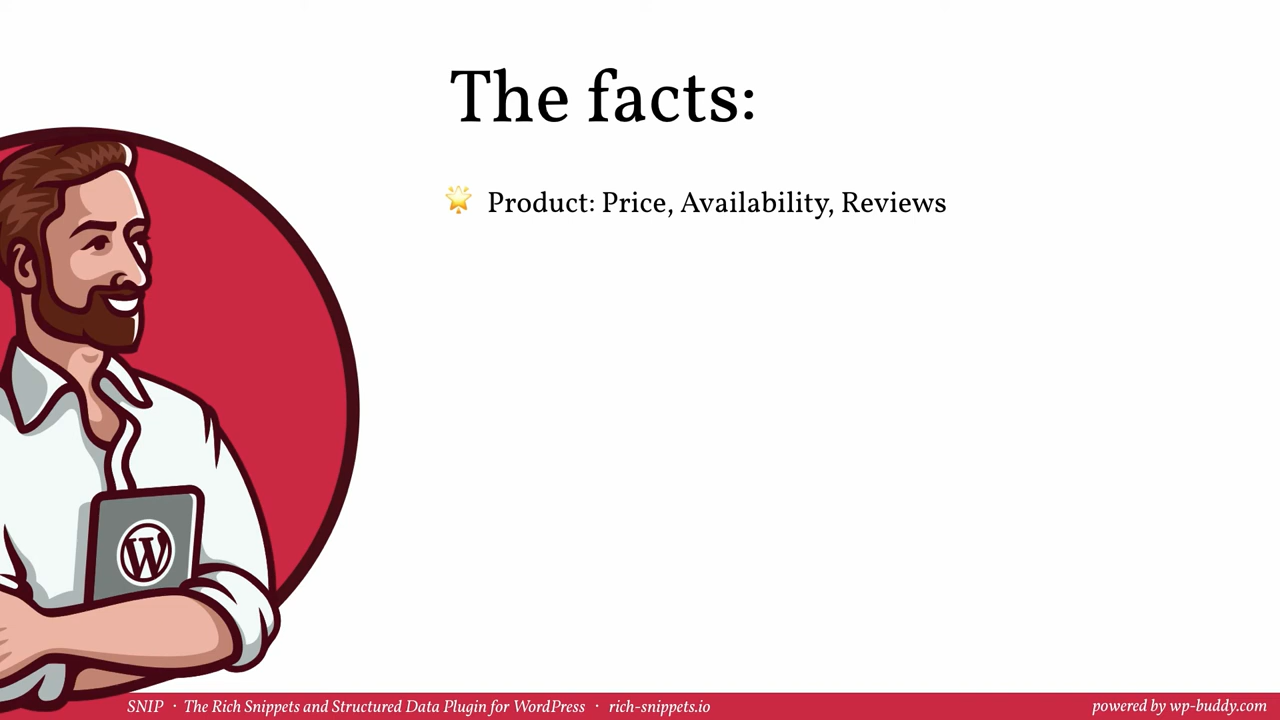 The facts:
🌟 Product: Price, Availability, Reviews
W
SNIP · The Rich Snippets and Structured Data Plugin for WordPress · rich-snippets.io
powered by wp-buddy.com